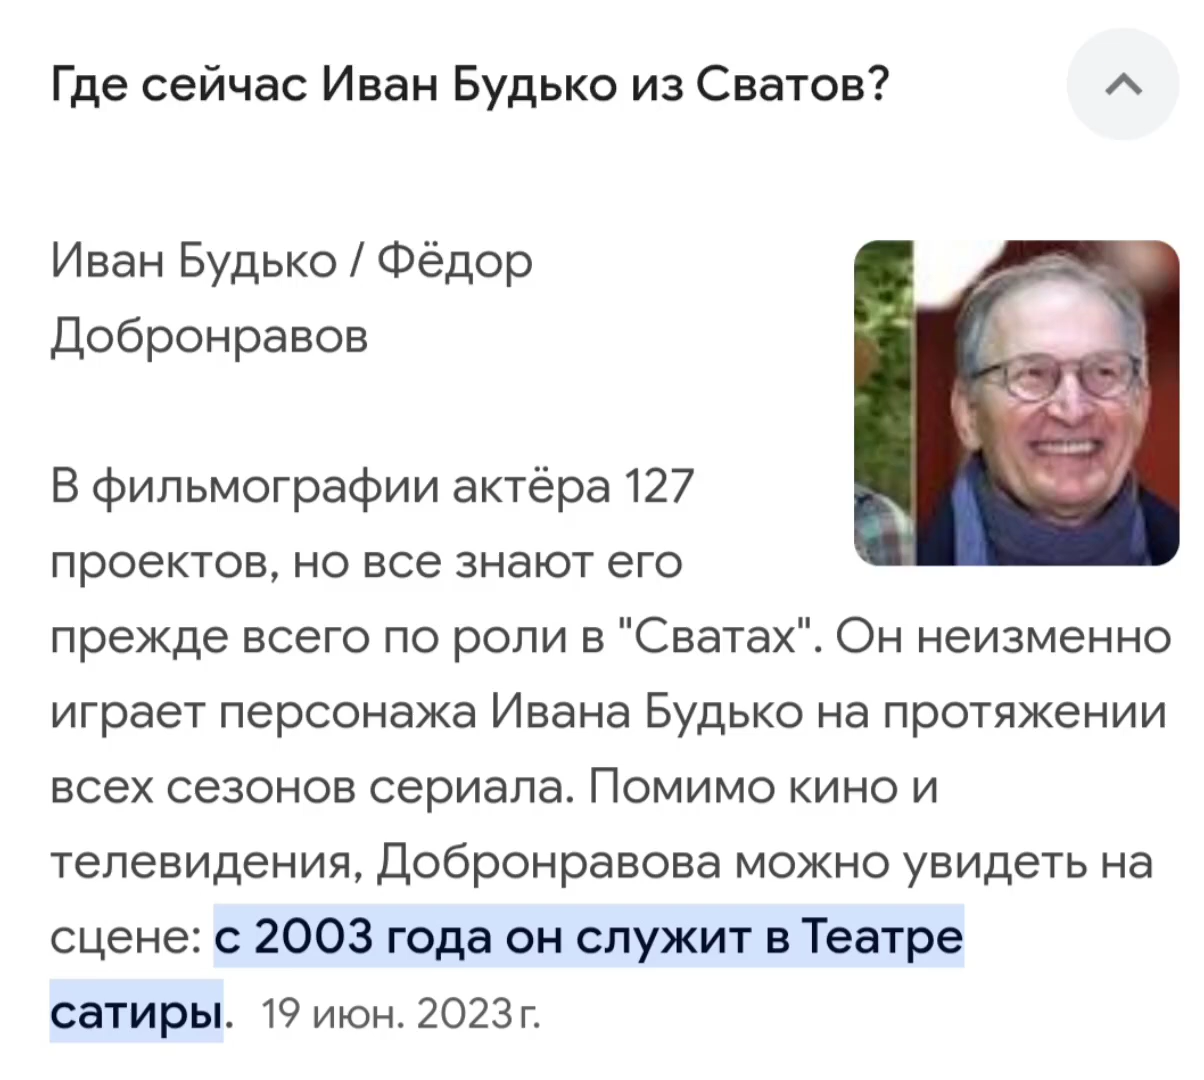 Где сейчас Иван Будько из Сватов?
Иван Будько / Фёдор
Добронравов
В фильмографии актёра 127
проектов, но все знают его
прежде всего по роли в "Сватах". Он неизменно
играет персонажа Ивана Будько на протяжении
всех сезонов сериала. Помимо кино и
телевидения, Добронравова можно увидеть на
сцене: с 2003 года он служит в Театре
сатиры. 19 июн. 2023 г.